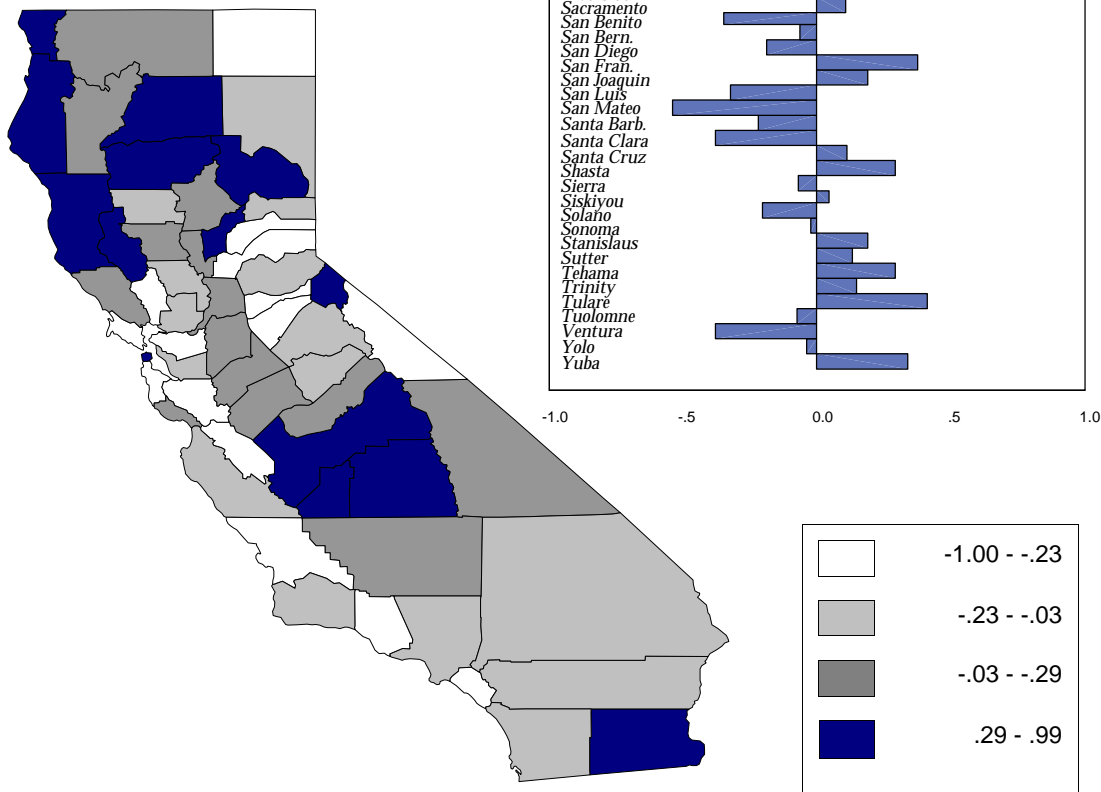 Sacramento
San Benito
San Bern.
San Diego
San Fran.
San Joaquin
San Luis
San Mateo
Santa Barb.
Santa Clara
Santa Cruz
Shasta
Sierra
Siskiyou
Solano
Sonoma
Stanislaus
Sutter
Tehama
Trinity
Tulare
Tuolomne
Ventura
Yolo
Yuba
-1.0 -.5 0.0 .5 1.0
-1.00 - -.23
-.23 - -.03
-.03 - -.29
.29 - .99